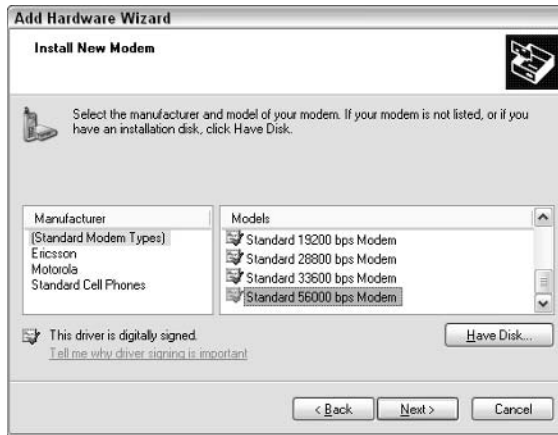 Add Hardware Wizard
Install New Modem
Select the manufacturer and model of your modem. If your modem is not listed, or if you
have an installation disk, click Have Disk.
Manufacturer
(Standard Modem Types)
Ericsson
Motorola
Standard Cell Phones
Models
Standard 19200 bps Modem
Standard 28800 bps Modem
Standard 33600 bps Modem
Standard 56000 bps Modem
This driver is digitally signed.
Tell me why driver signing is important
Have Disk...
< Back
Next >
Cancel